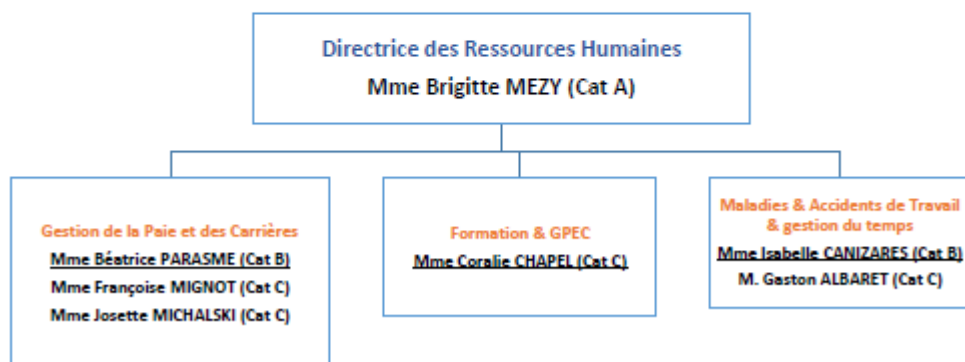 Directrice des Ressources Humaines
Mme Brigitte MEZY (Cat A)
Gestion de la Paie et des Carrières
Mme Béatrice PARASME (Cat B)
Mme Françoise MIGNOT (Cat C)
Mme Josette MICHALSKI (Cat C)
Formation & GPEC
Mme Coralie CHAPEL (Cat C)
Maladies & Accidents de Travail
& gestion du temps
Mme Isabelle CANIZARES (Cat B)
M. Gaston ALBARET (Cat C)